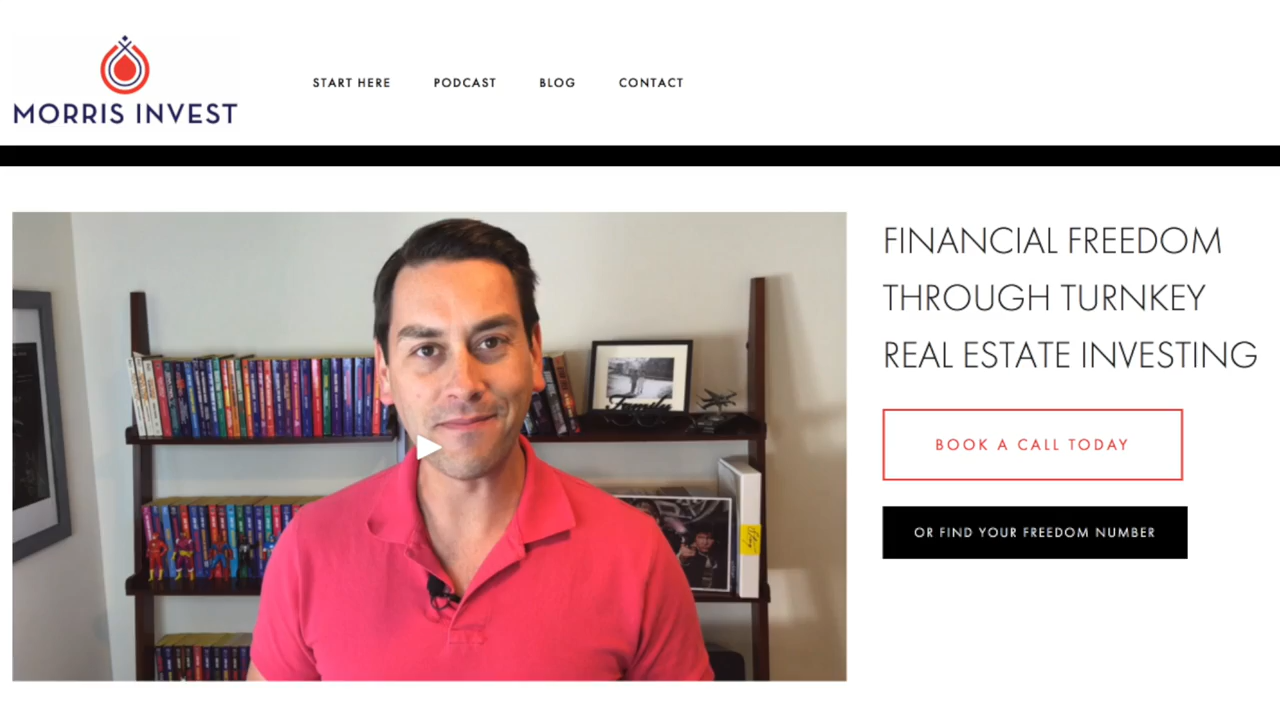 MORRIS INVEST
START HERE PODCAST BLOG CONTACT
FINANCIAL FREEDOM
THROUGH TURNKEY
REAL ESTATE INVESTING
BOOK A CALL TODAY
OR FIND YOUR FREEDOM NUMBER
Family